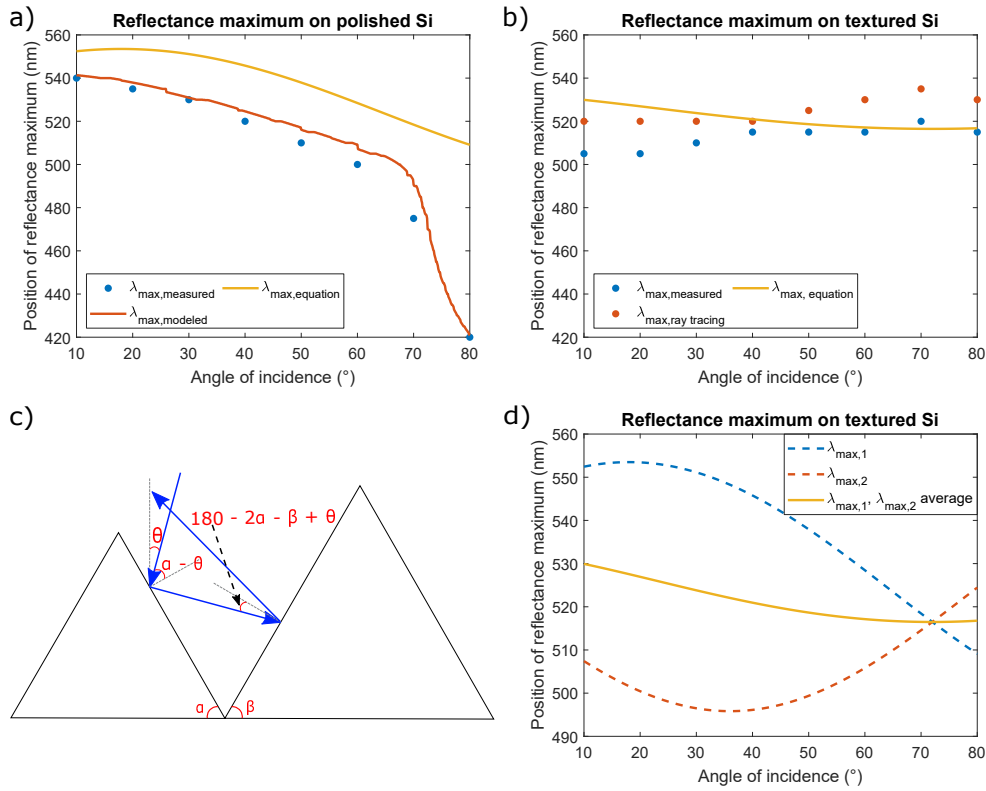 a)
Reflectance maximum on polished Si
Position of reflectance maximum (nm)
560
540
520
500
480
460
440
420
λmax,measured
λmax,equation
λmax,modeled
10 20 30 40 50 60 70 80
Angle of incidence (°)
b)
Reflectance maximum on textured Si
Position of reflectance maximum (nm)
560
540
520
500
480
460
440
420
λmax,measured
λmax, equation
λmax,ray tracing
10 20 30 40 50 60 70 80
Angle of incidence (°)
c)
180 - 2α - β + θ
θ
α - θ
α
β
d)
Reflectance maximum on textured Si
Position of reflectance maximum (nm)
560
550
540
530
520
510
500
490
λmax,1
λmax,2
λmax,1, λmax,2 average
10 20 30 40 50 60 70 80
Angle of incidence (°)